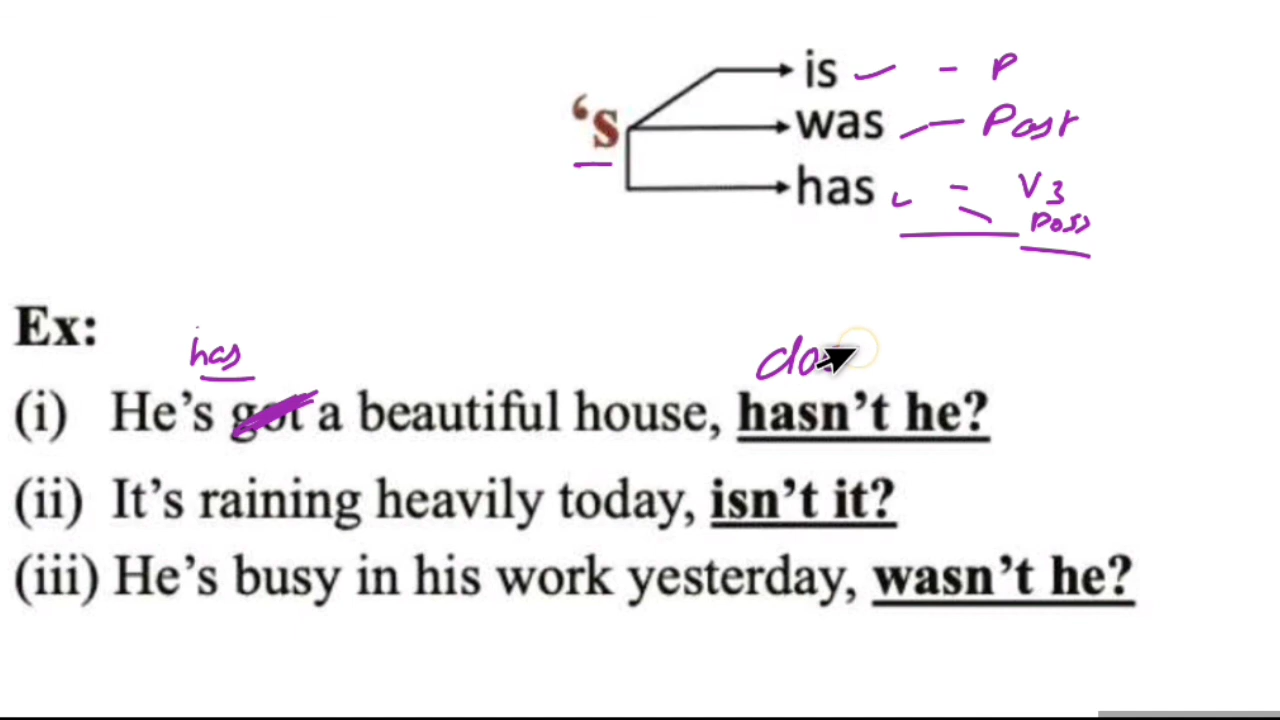 is - P
‘s was - Past
has - V3
Poss
Ex:
has do
(i) He’s got a beautiful house, hasn’t he?
(ii) It’s raining heavily today, isn’t it?
(iii) He’s busy in his work yesterday, wasn’t he?